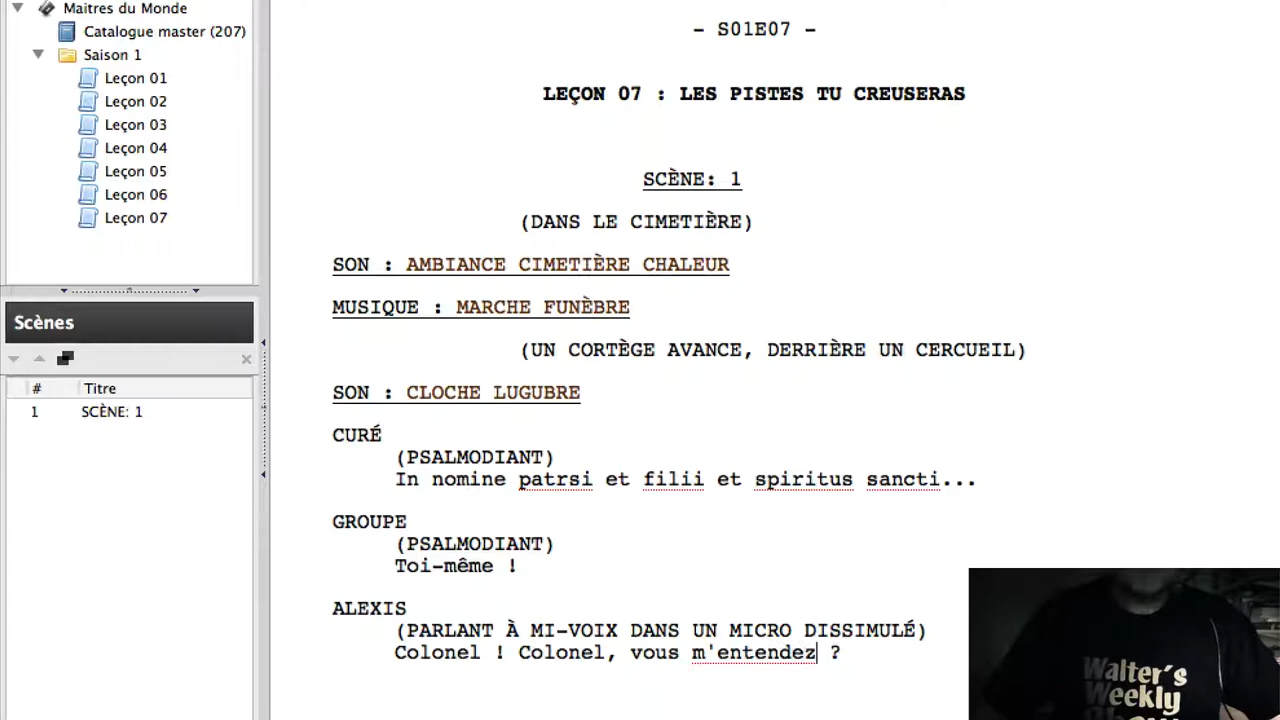 Maitres du Monde
Catalogue master (207)
Saison 1
Leçon 01
Leçon 02
Leçon 03
Leçon 04
Leçon 05
Leçon 06
Leçon 07
Scènes
# Titre
1 SCÈNE: 1
- S01E07 -
LEÇON 07 : LES PISTES TU CREUSERAS
SCÈNE: 1
(DANS LE CIMETIÈRE)
SON : AMBIANCE CIMETIÈRE CHALEUR
MUSIQUE : MARCHE FUNÈBRE
(UN CORTÈGE AVANCE, DERRIÈRE UN CERCUEIL)
SON : CLOCHE LUGUBRE
CURÉ
(PSALMODIANT)
In nomine patrsi et filii et spiritus sancti...
GROUPE
(PSALMODIANT)
Toi-même !
ALEXIS
(PARLANT À MI-VOIX DANS UN MICRO DISSIMULÉ)
Colonel ! Colonel, vous m'entendez ?
Walter's
Weekly